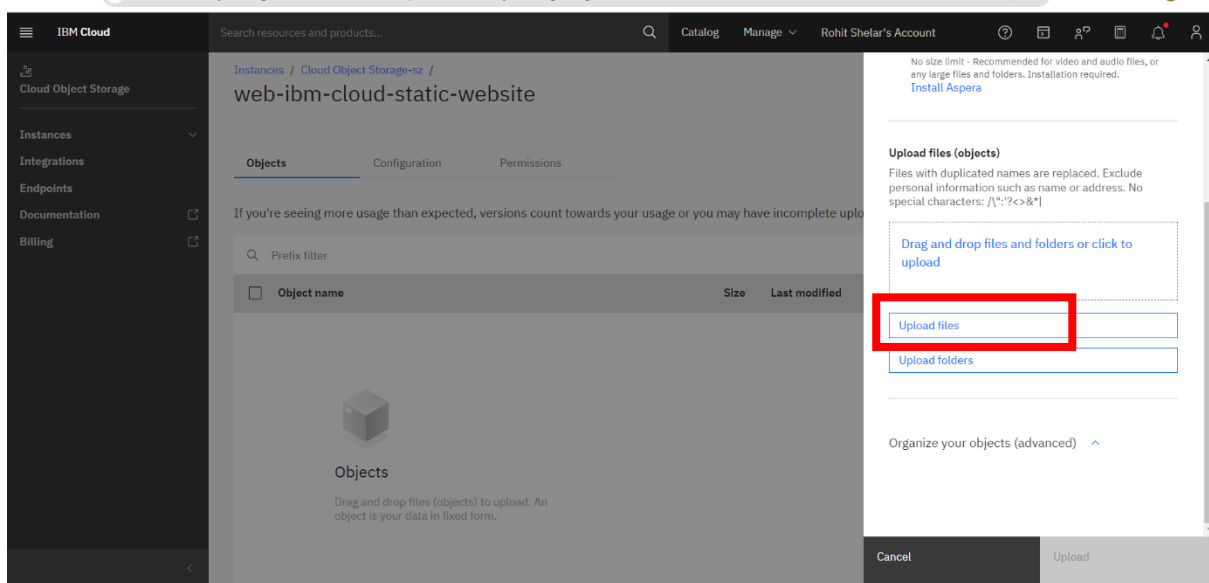 IBM Cloud
Search resources and products...
Catalog
Manage
Rohit Shelar's Account
Cloud Object Storage
Instances
Integrations
Endpoints
Documentation
Billing
Instances / Cloud Object Storage-sz /
web-ibm-cloud-static-website
Objects
Configuration
Permissions
If you're seeing more usage than expected, versions count towards your usage or you may have incomplete uplo
Prefix filter
Object name
Size
Last modified
Objects
Drag and drop files (objects) to upload. An
object is your data in fixed form.
No size limit - Recommended for video and audio files, or
any large files and folders. Installation required.
Install Aspera
Upload files (objects)
Files with duplicated names are replaced. Exclude
personal information such as name or address. No
special characters: /\":'?<>&*|
Drag and drop files and folders or click to
upload
Upload files
Upload folders
Organize your objects (advanced)
Cancel
Upload